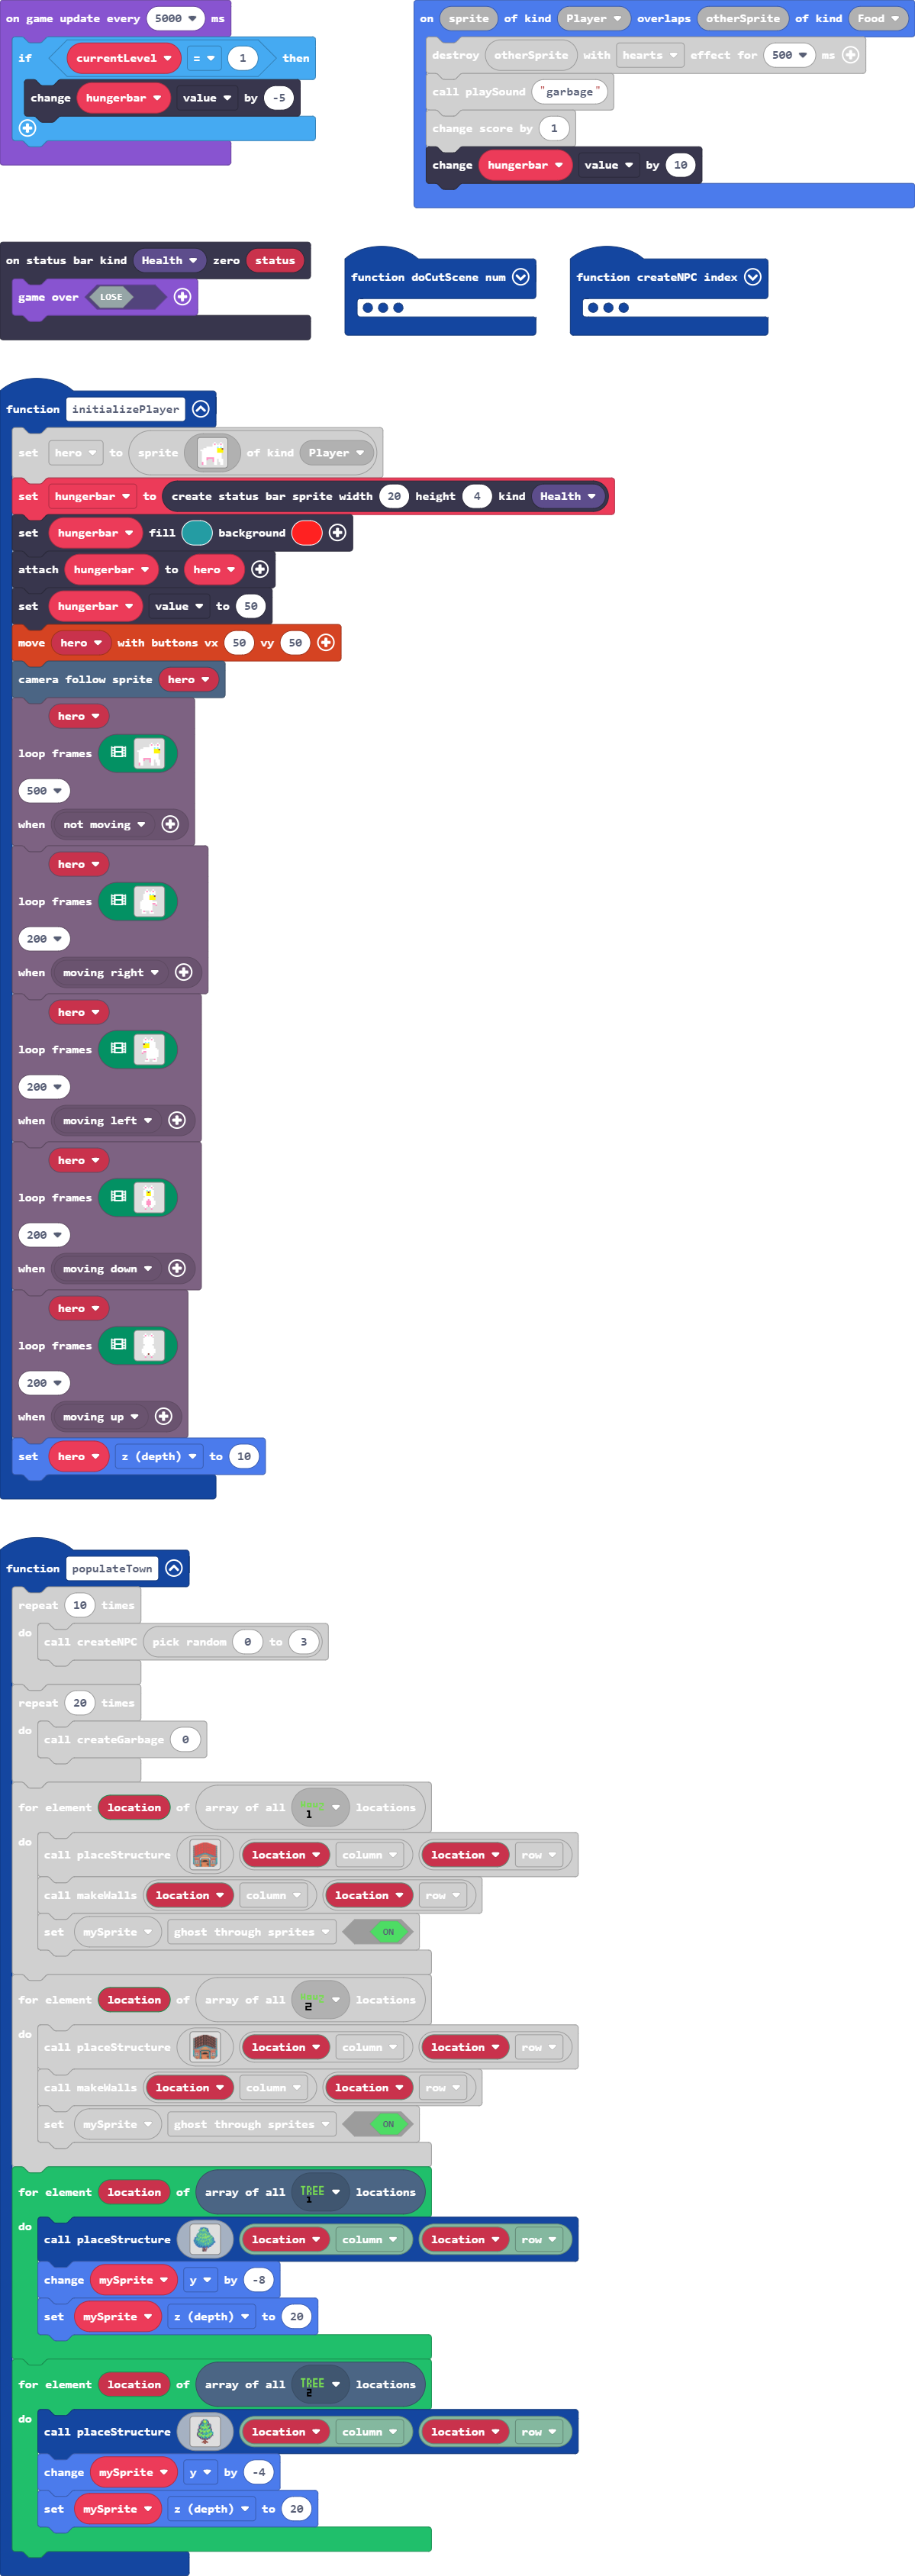 on game update every 5000 ms
if currentLevel = 1 then
change hungerbar value by -5
on sprite of kind Player overlaps otherSprite of kind Food
destroy otherSprite with hearts effect for 500 ms
call playSound "garbage"
change score by 1
change hungerbar value by 10
on status bar kind Health zero status
game over LOSE
function doCutScene num
function createNPC index
function initializePlayer
set hero to sprite of kind Player
set hungerbar to create status bar sprite width 20 height 4 kind Health
set hungerbar fill background
attach hungerbar to hero
set hungerbar value to 50
move hero with buttons vx 50 vy 50
camera follow sprite hero
hero
loop frames
500
when not moving
hero
loop frames
200
when moving right
hero
loop frames
200
when moving left
hero
loop frames
200
when moving down
hero
loop frames
200
when moving up
set hero z (depth) to 10
function populateTown
repeat 10 times
do call createNPC pick random 0 to 3
repeat 20 times
do call createGarbage 0
for element location of array of all 1 locations
do call placeStructure location column location row
call makeWalls location column location row
set mySprite ghost through sprites ON
for element location of array of all 2 locations
do call placeStructure location column location row
call makeWalls location column location row
set mySprite ghost through sprites ON
for element location of array of all TREE 1 locations
do call placeStructure location column location row
change mySprite y by -8
set mySprite z (depth) to 20
for element location of array of all TREE 2 locations
do call placeStructure location column location row
change mySprite y by -4
set mySprite z (depth) to 20